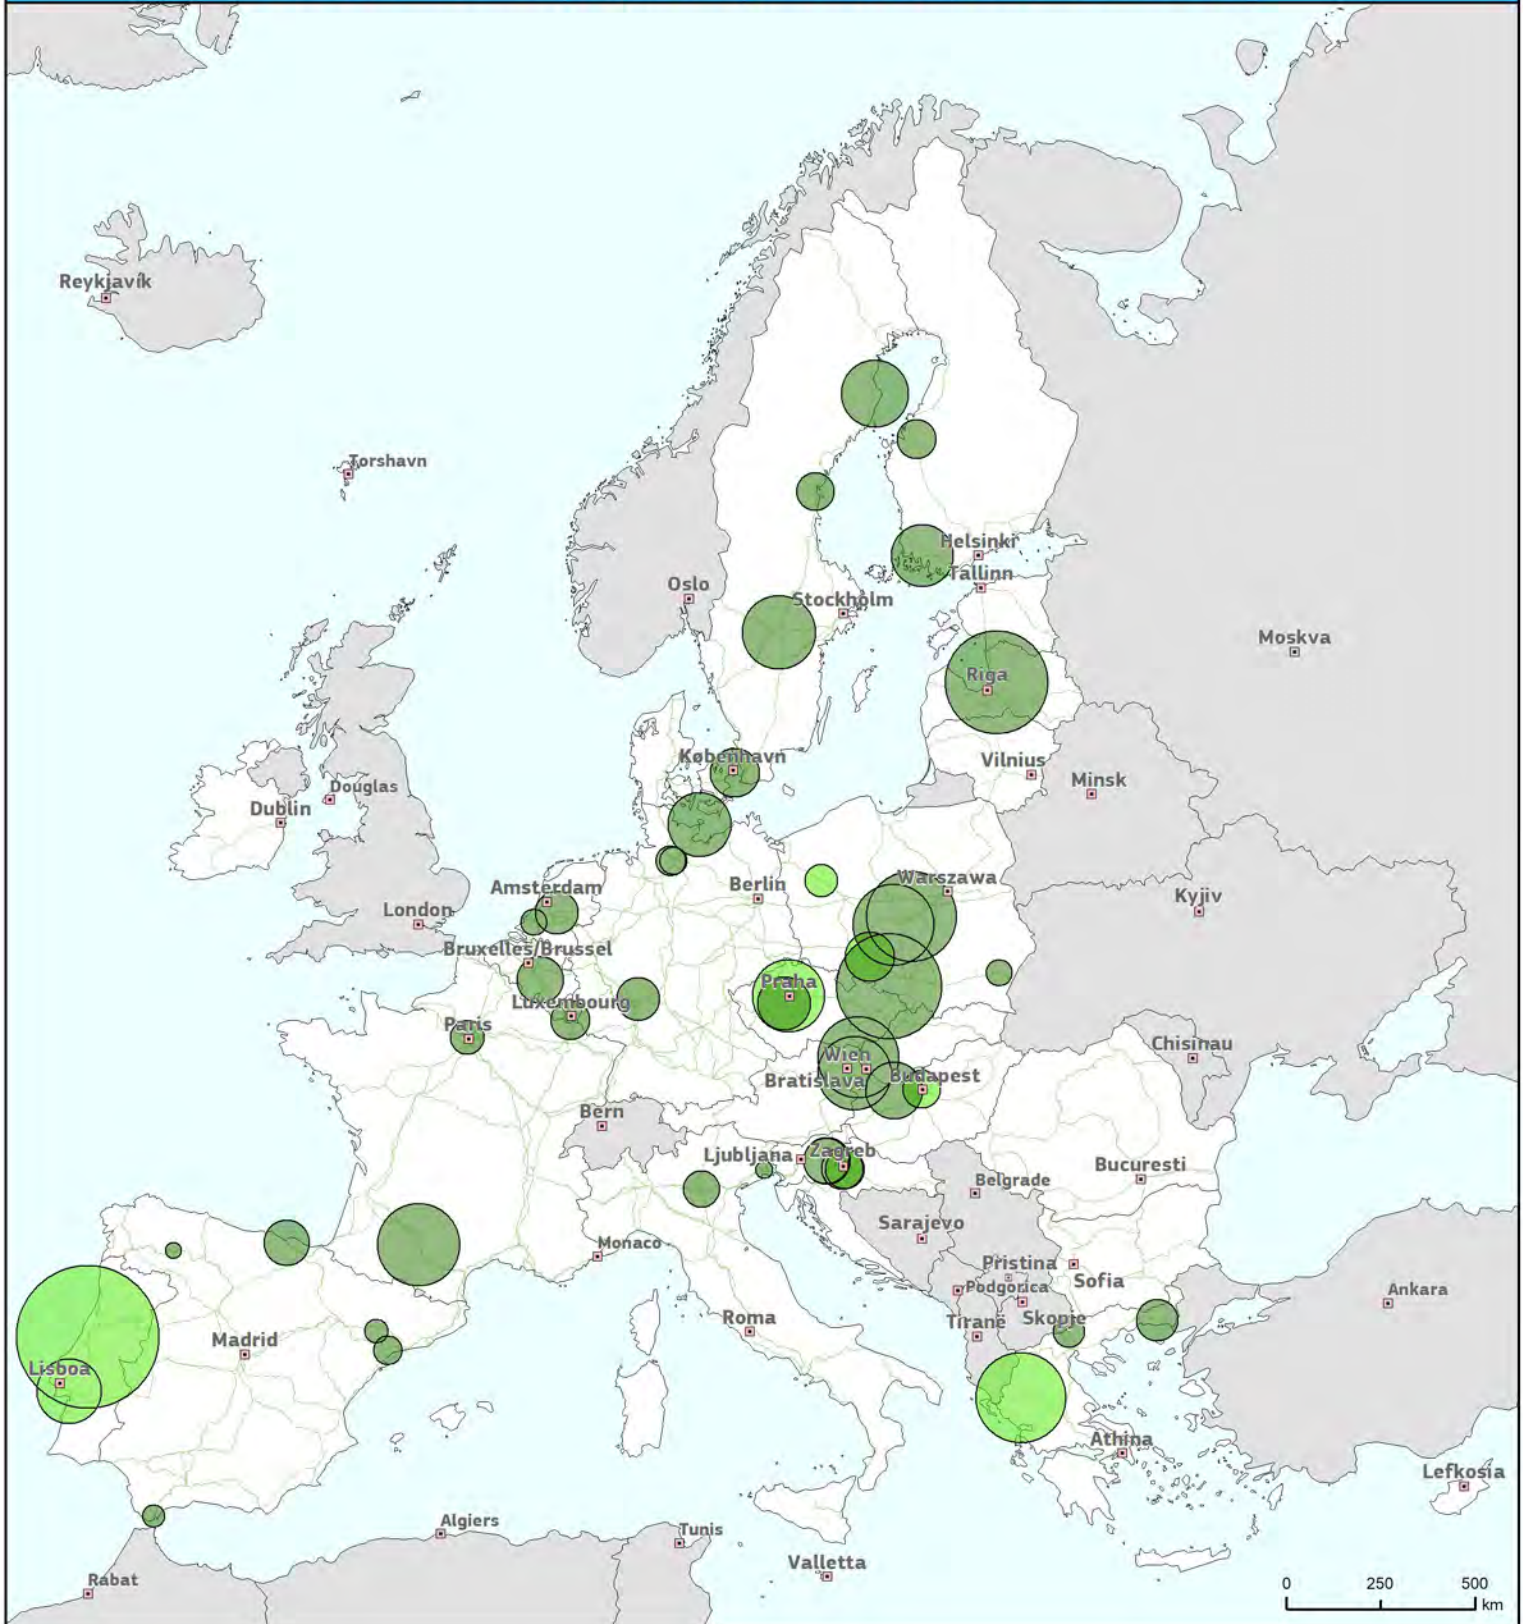 Reykjavík
Torshavn
Helsinki
Tallinn
Oslo
Stockholm
Moskva
Riga
København
Vilnius
Minsk
Douglas
Dublin
Amsterdam
Berlin
Warszawa
London
Kyjiv
Bruxelles/Brussel
Praha
Luxembourg
Paris
Chisinau
Wien
Bratislava
Budapest
Bern
Ljubljana
Zagreb
Bucuresti
Belgrade
Sarajevo
Monaco
Pristina
Sofia
Podgorica
Ankara
Roma
Tiranë
Skopje
Madrid
Lisboa
Athina
Lefkosia
Algiers
Tunis
Valletta
Rabat
0 250 500
km